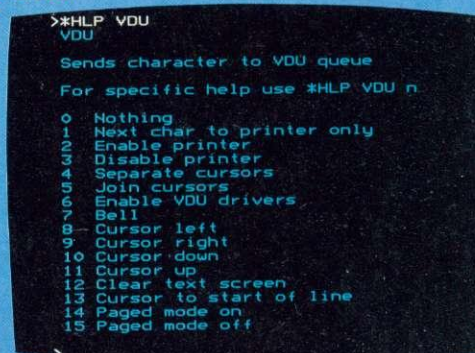 >*HLP VDU
VDU
Sends character to VDU queue
For specific help use *HLP VDU n
0 Nothing
1 Next char to printer only
2 Enable printer
3 Disable printer
4 Separate cursors
5 Join cursors
6 Enable VDU drivers
7 Bell
8 Cursor left
9 Cursor right
10 Cursor down
11 Cursor up
12 Clear text screen
13 Cursor to start of line
14 Paged mode on
15 Paged mode off
>